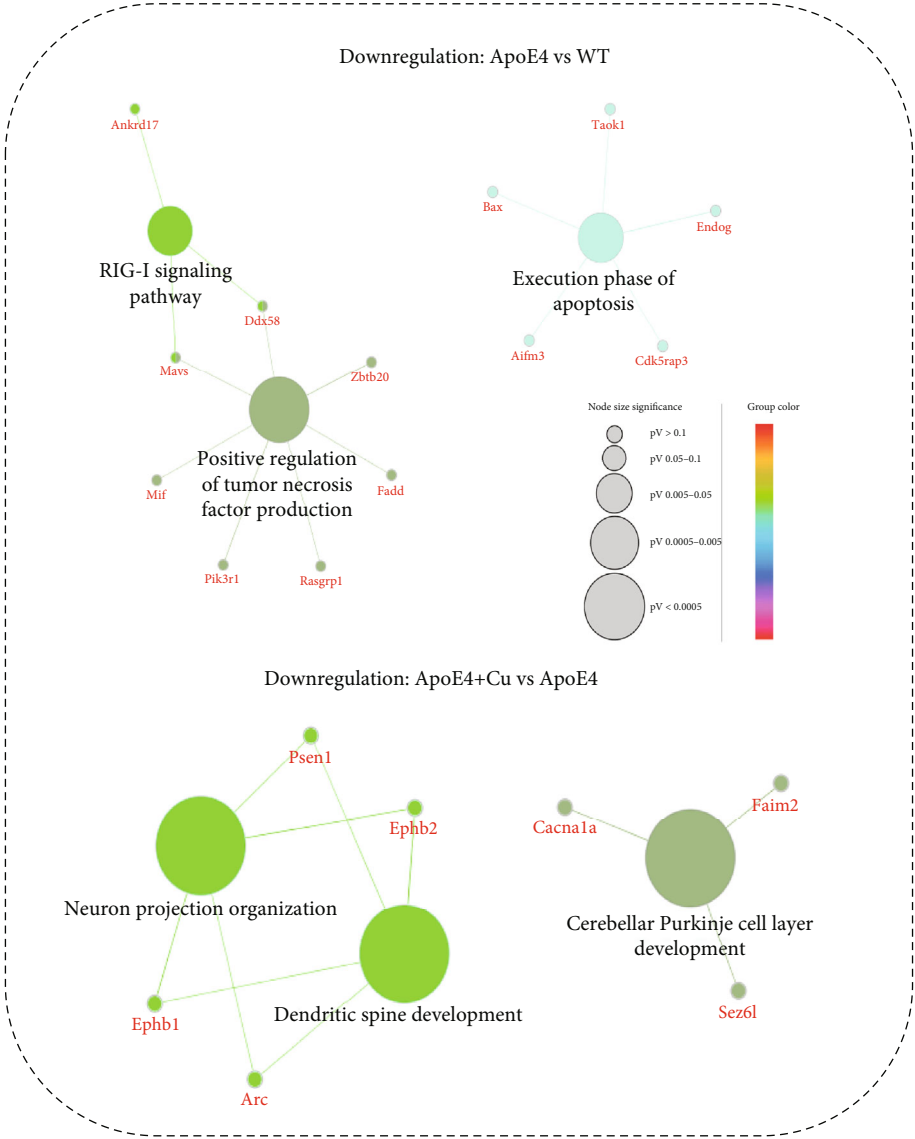 Downregulation: ApoE4 vs WT
Ankrd17
RIG-I signaling
pathway
Ddx58
Mavs
Zbtb20
Positive regulation
of tumor necrosis
factor production
Mif
Fadd
Pik3r1
Rasgrp1
Taok1
Bax
Endog
Execution phase of
apoptosis
Aifm3
Cdk5rap3
Node size significance
pV > 0.1
pV 0.05–0.1
pV 0.005–0.05
pV 0.0005–0.005
pV < 0.0005
Group color
Downregulation: ApoE4+Cu vs ApoE4
Psen1
Ephb2
Neuron projection organization
Dendritic spine development
Ephb1
Arc
Cacna1a
Faim2
Cerebellar Purkinje cell layer
development
Sez6l